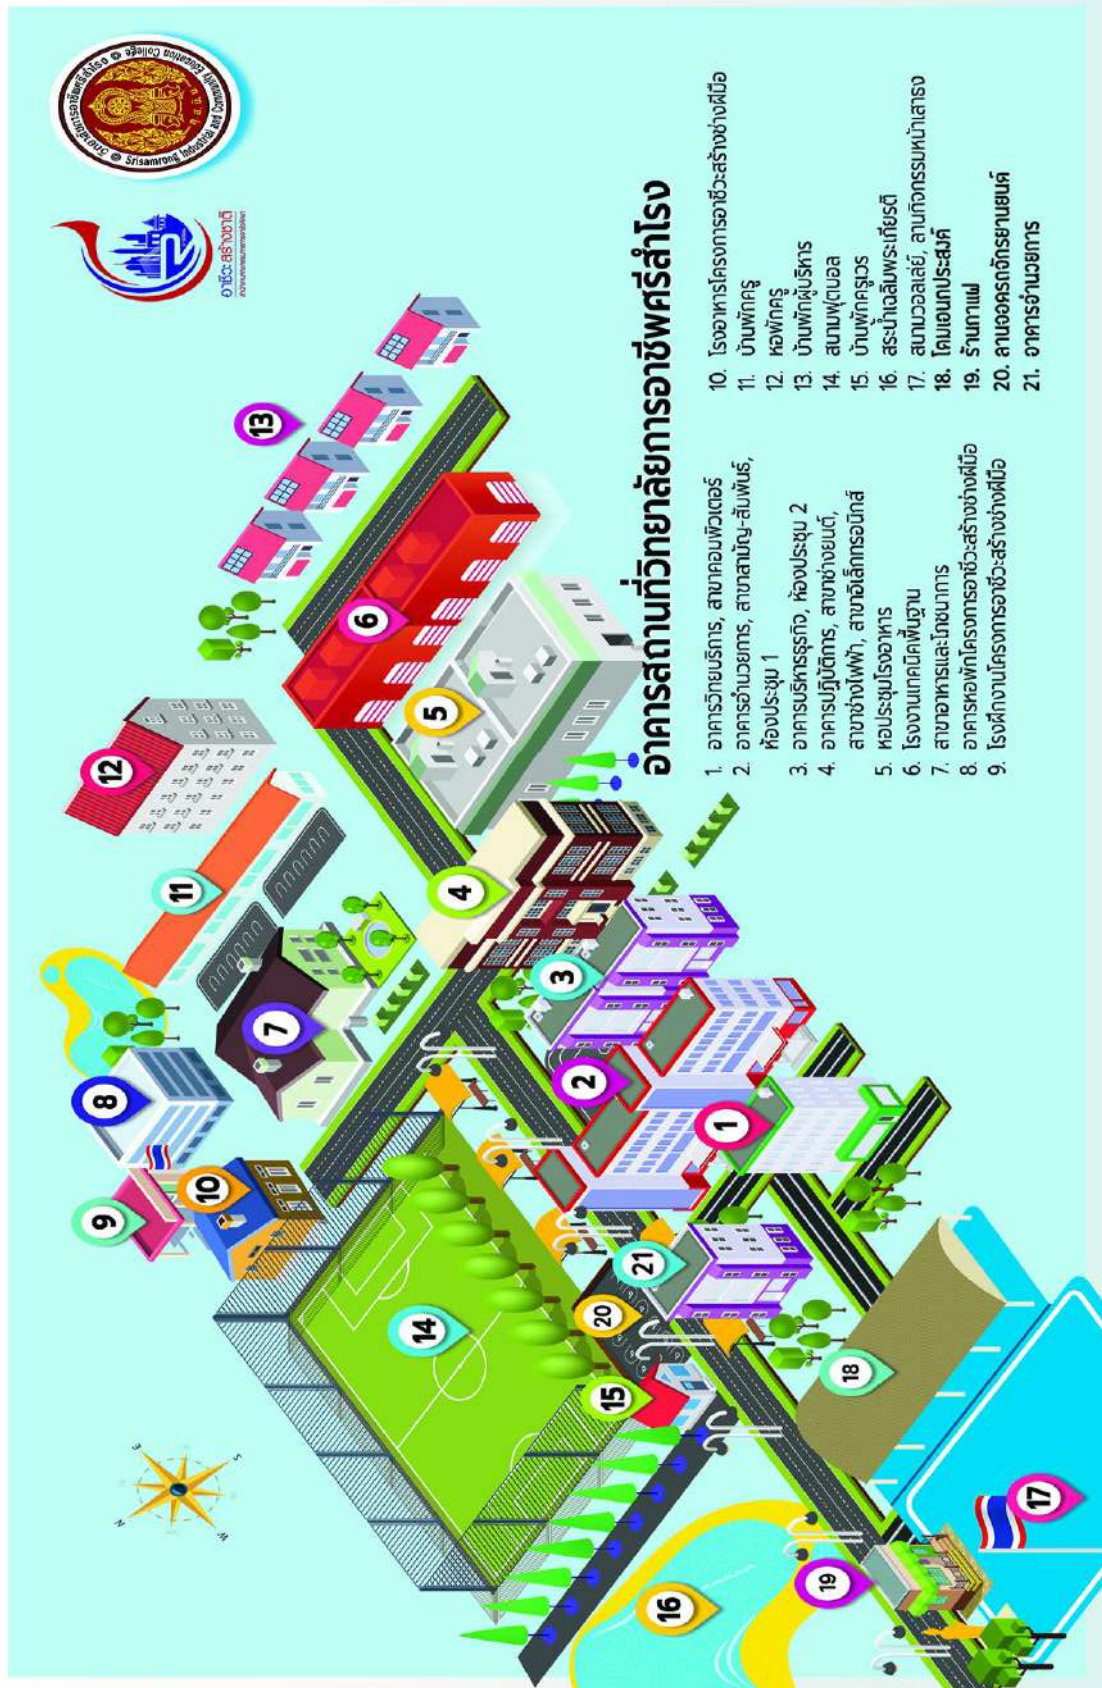 วิทยาลัยการอาชีพศรีสำโรง
Srisamrong Industrial and Community Education College
อาชีวะสร้างชาติ
อาคารสถานที่วิทยาลัยการอาชีพศรีสำโรง
1. อาคารวิทยบริการ, สาขาคอมพิวเตอร์
2. อาคารอำนวยการ, สาขาสามัญ-สัมพันธ์,
ห้องประชุม 1
3. อาคารบริหารธุรกิจ, ห้องประชุม 2
4. อาคารปฏิบัติการ, สาขาช่างยนต์,
สาขาช่างไฟฟ้า, สาขาอิเล็กทรอนิกส์
5. หอประชุมโรงอาหาร
6. โรงงานเทคนิคพื้นฐาน
7. สาขาอาหารและโภชนาการ
8. อาคารหอพักโครงการอาชีวะสร้างช่างฝีมือ
9. โรงฝึกงานโครงการอาชีวะสร้างช่างฝีมือ
10. โรงอาหารโครงการอาชีวะสร้างช่างฝีมือ
11. บ้านพักครู
12. หอพักครู
13. บ้านพักผู้บริหาร
14. สนามฟุตบอล
15. บ้านพักครูเวร
16. สระน้ำเฉลิมพระเกียรติ
17. สนามวอลเล่ย์, ลานกิจกรรมหน้าเสาธง
18. โดมเอนกประสงค์
19. ร้านกาแฟ
20. ลานจอดรถจักรยานยนต์
21. อาคารอำนวยการ
13
12
6
11
5
4
7
3
8
2
10
9
1
14
21
20
15
18
16
19
17
N
E
S
W